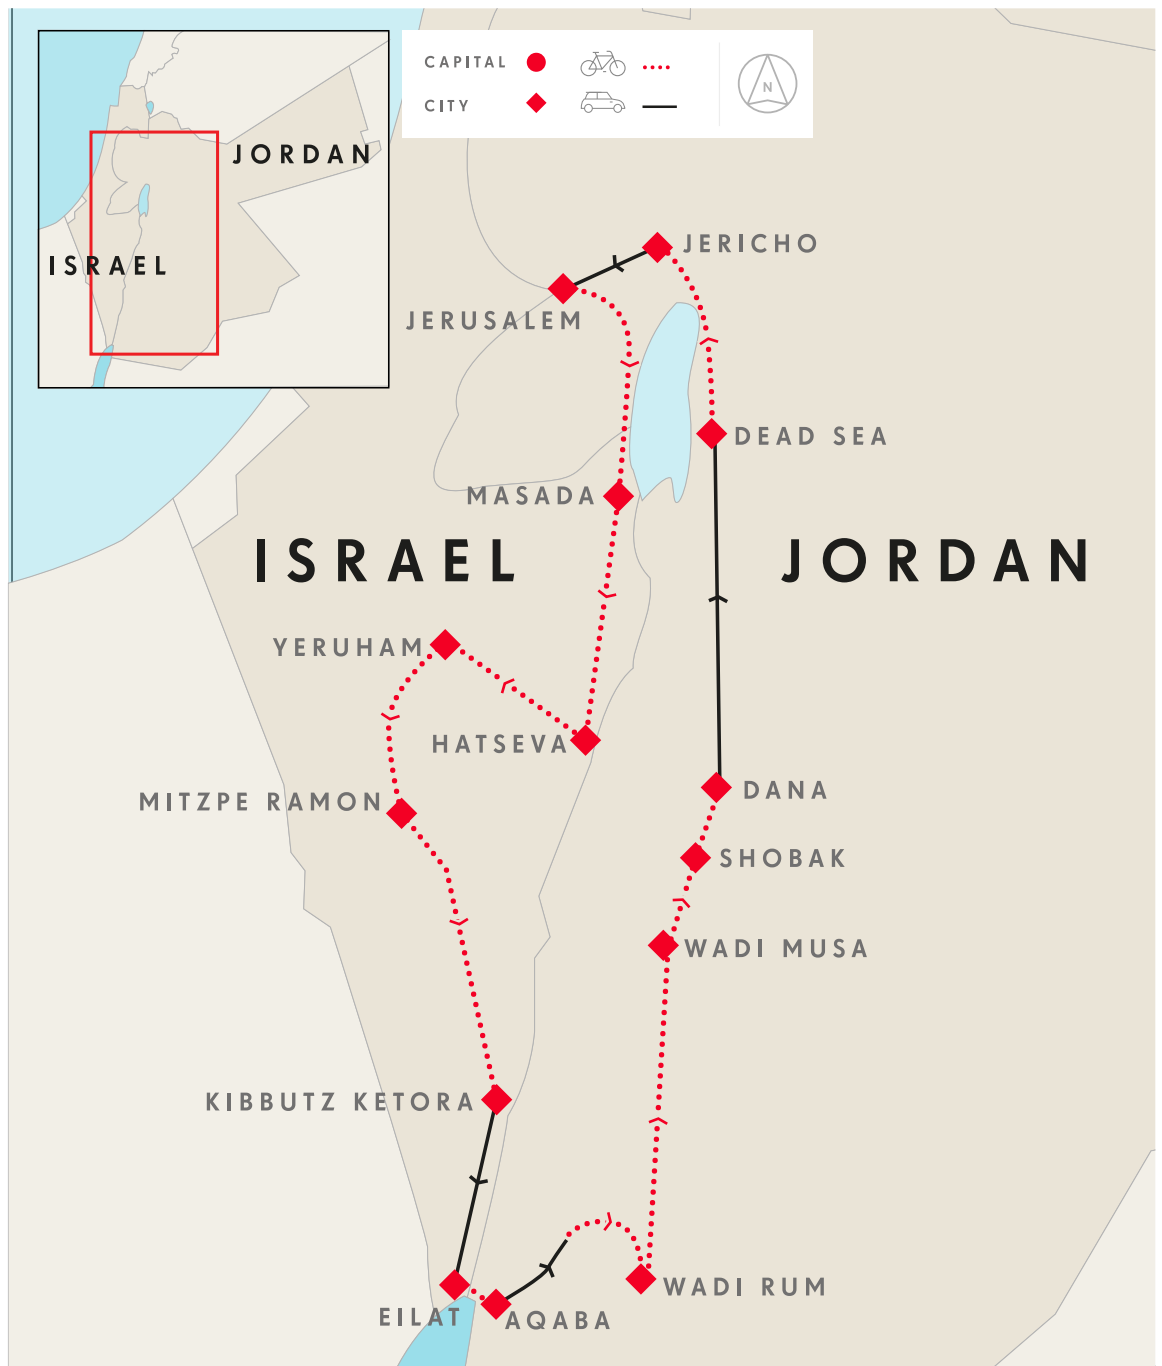 CAPITAL
CITY
N
JORDAN
ISRAEL
JERICHO
JERUSALEM
DEAD SEA
MASADA
ISRAEL
JORDAN
YERUHAM
HATSEVA
DANA
MITZPE RAMON
SHOBAK
WADI MUSA
KIBBUTZ KETORA
WADI RUM
EILAT
AQABA